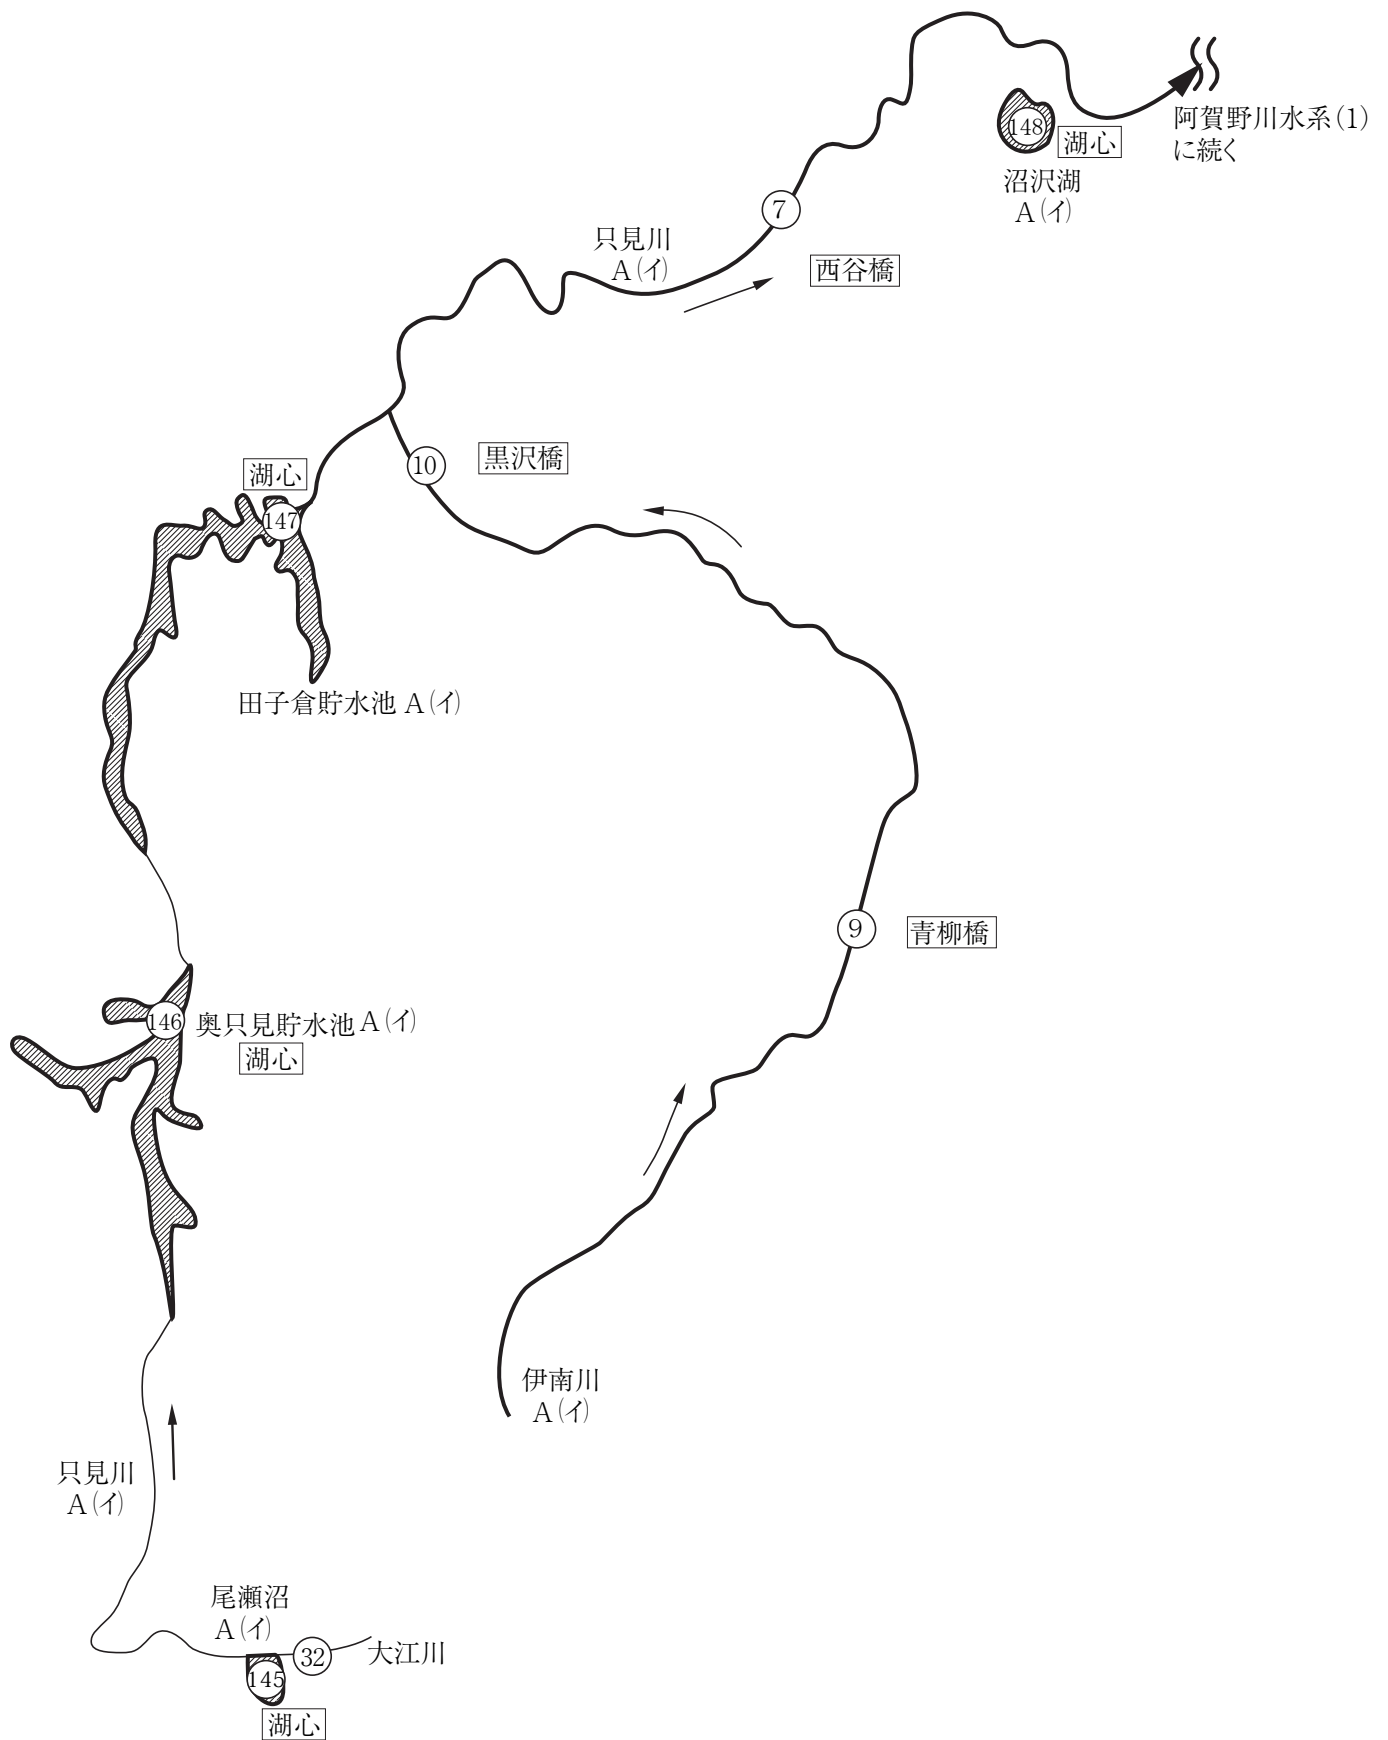 阿賀野川水系(1)
に続く
148
湖心
沼沢湖
A(イ)
7
只見川
A(イ)
西谷橋
10
黒沢橋
湖心
147
田子倉貯水池 A(イ)
9
青柳橋
146
奥只見貯水池 A(イ)
湖心
伊南川
A(イ)
只見川
A(イ)
尾瀬沼
A(イ)
32
大江川
145
湖心